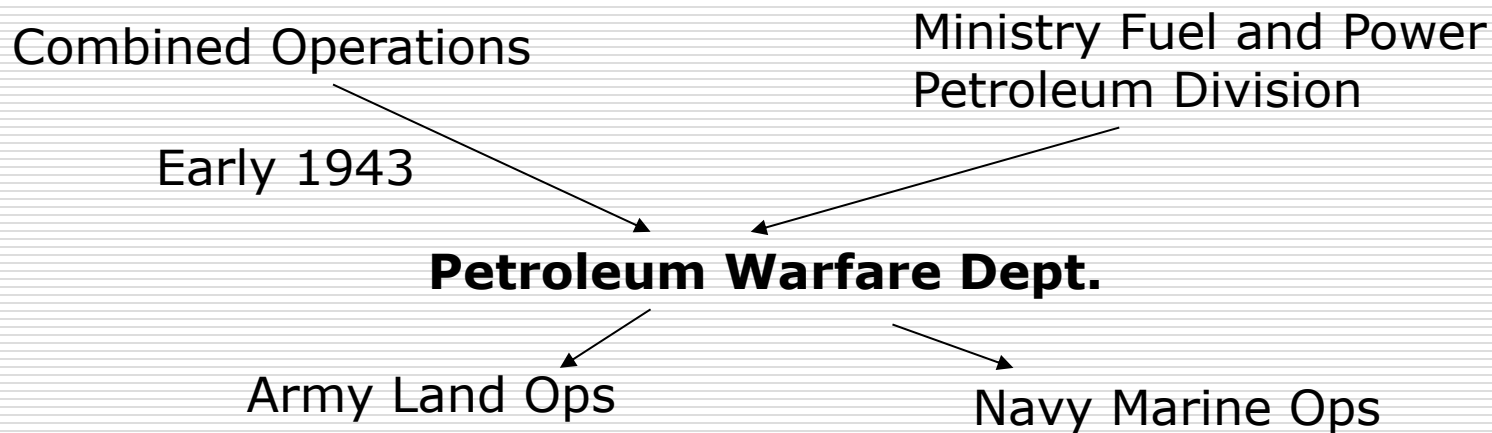 Combined Operations
Ministry Fuel and Power
Petroleum Division
Early 1943
Petroleum Warfare Dept.
Army Land Ops
Navy Marine Ops